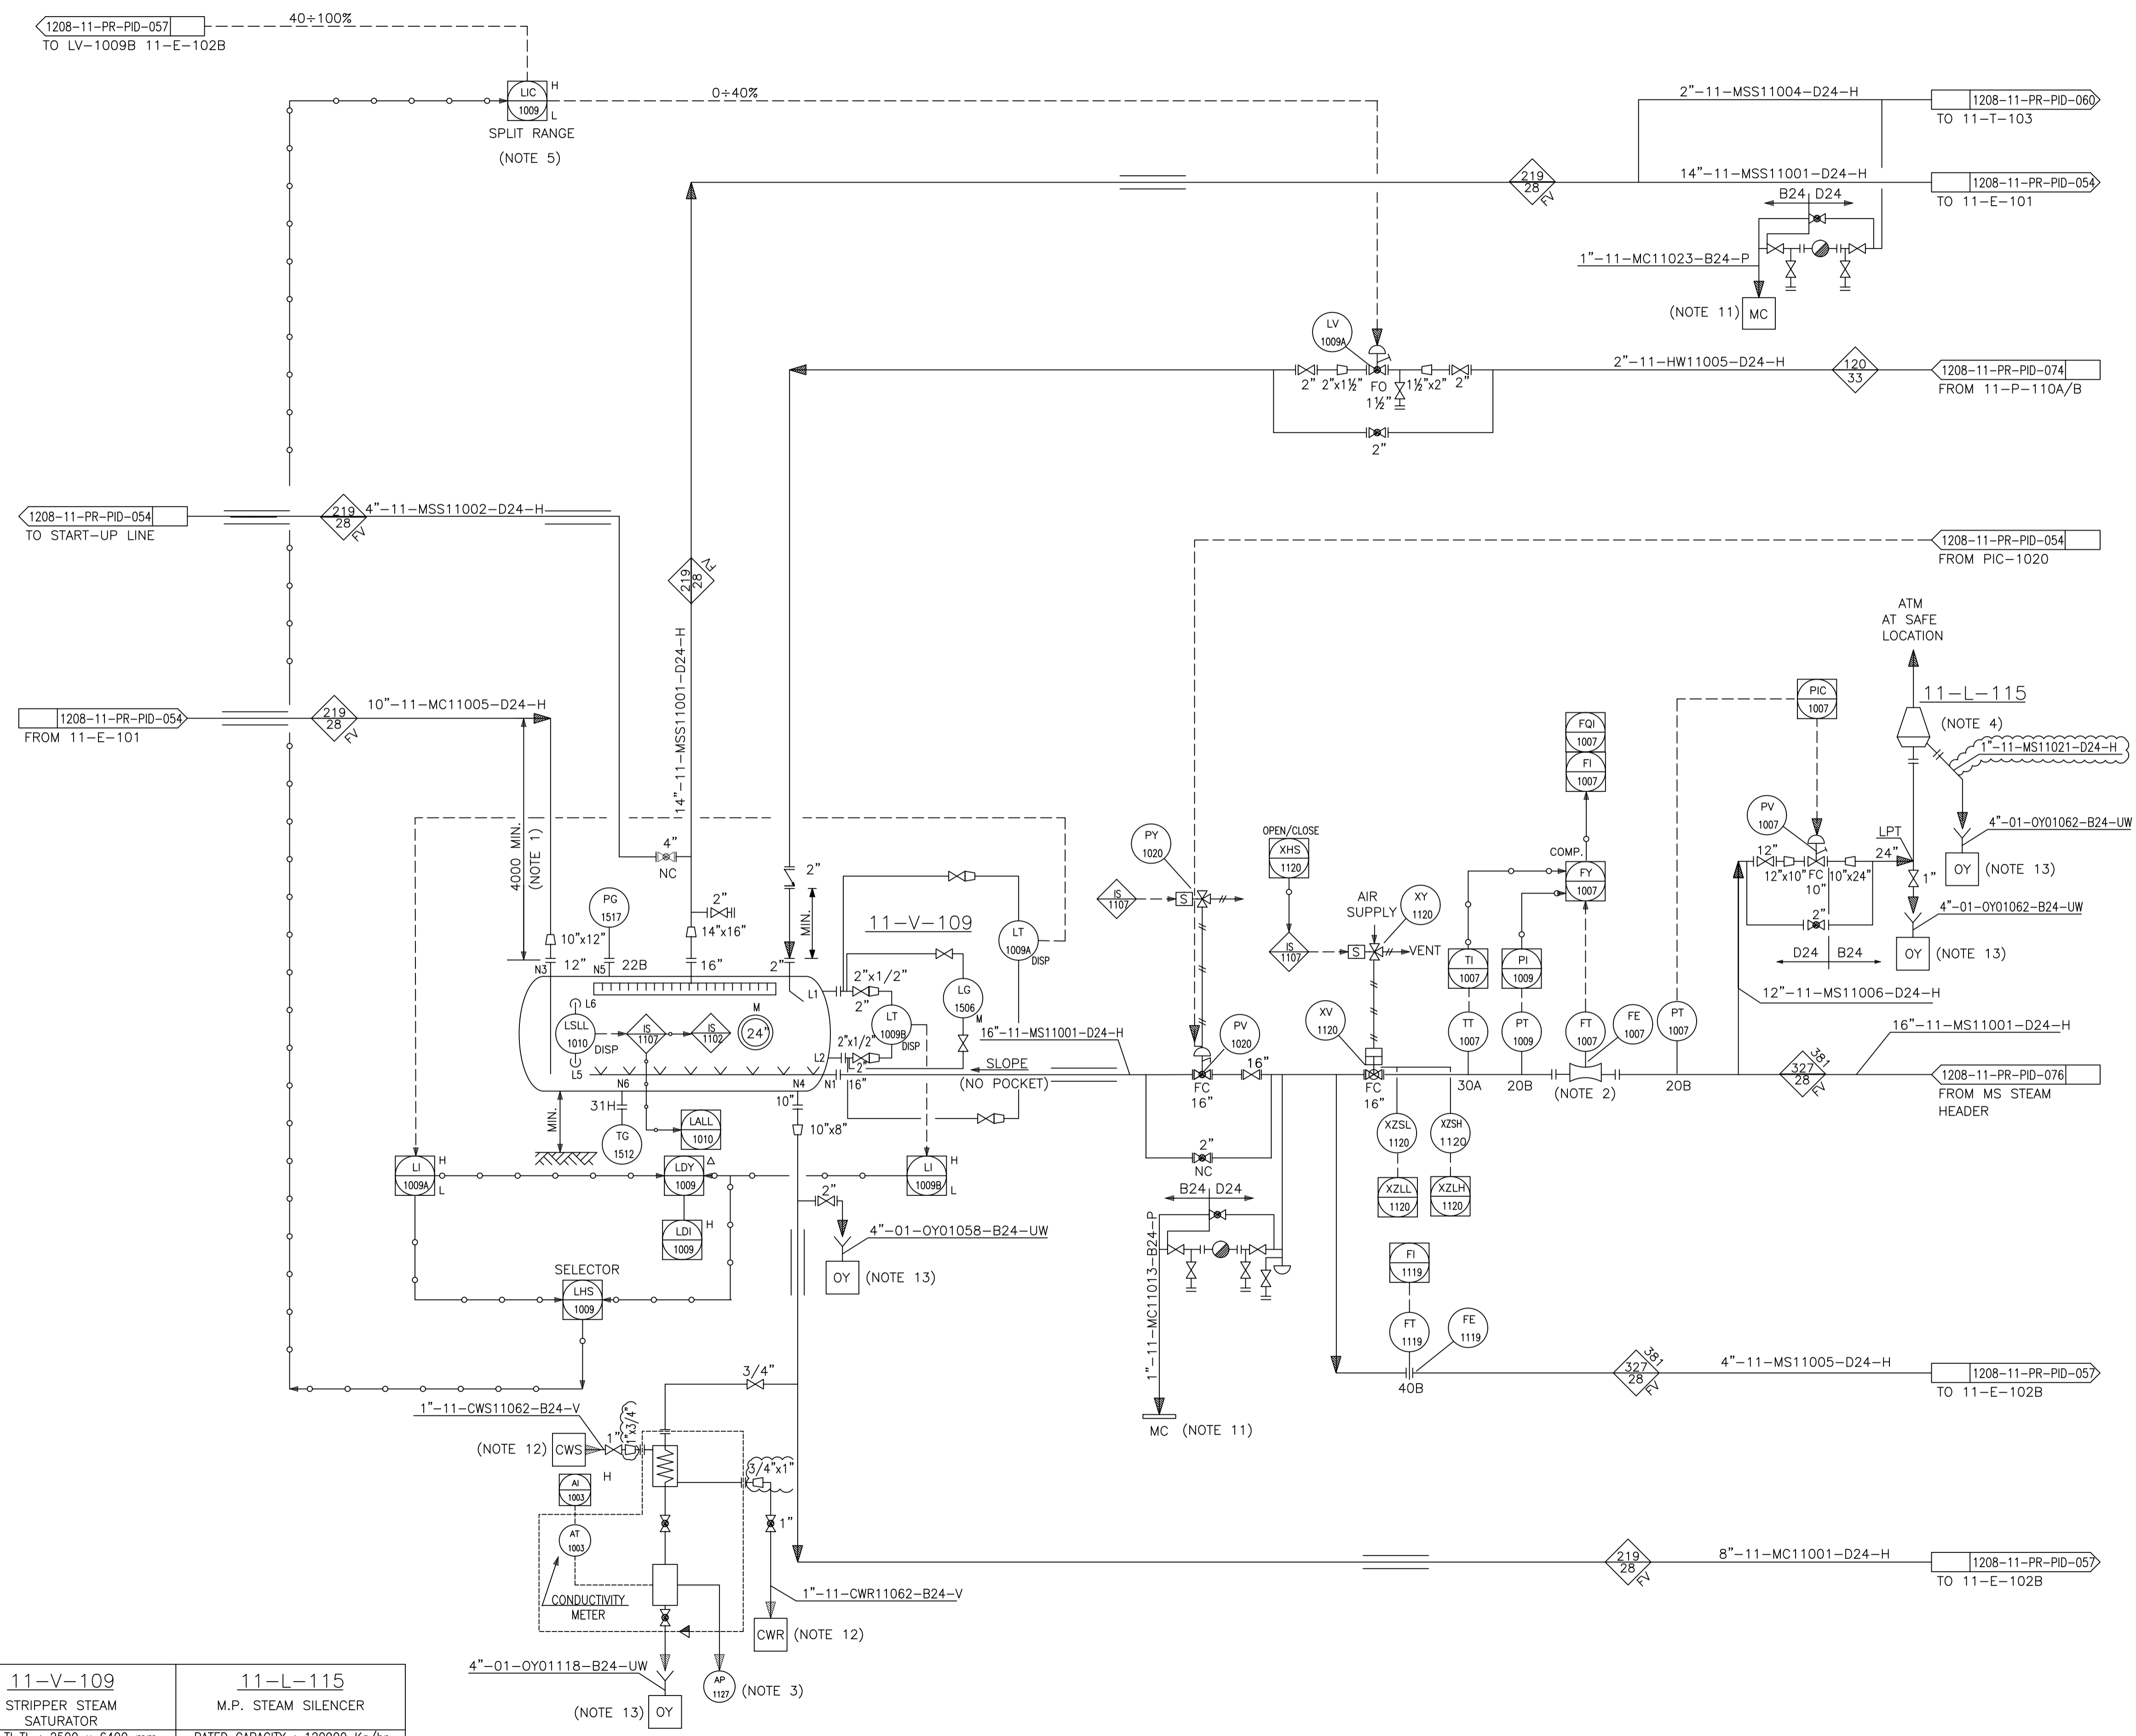 1208-11-PR-PID-057
TO LV-1009B 11-E-102B
40÷100%
LIC
1009
H
L
SPLIT RANGE
(NOTE 5)
0÷40%
2"-11-MSS11004-D24-H
1208-11-PR-PID-060
TO 11-T-103
219
28
FV
14"-11-MSS11001-D24-H
1208-11-PR-PID-054
TO 11-E-101
B24
D24
1"-11-MC11023-B24-P
(NOTE 11)
MC
LV
1009A
2"
2"x1½"
FO
1½"
1½"x2"
2"
2"
2"-11-HW11005-D24-H
120
33
1208-11-PR-PID-074
FROM 11-P-110A/B
1208-11-PR-PID-054
TO START-UP LINE
219
28
FV
4"-11-MSS11002-D24-H
219
28
FV
14"-11-MSS11001-D24-H
1208-11-PR-PID-054
FROM PIC-1020
1208-11-PR-PID-054
FROM 11-E-101
219
28
FV
10"-11-MC11005-D24-H
4000 MIN.
(NOTE 1)
4"
NC
2"
14"x16"
16"
PG
1517
10"x12"
N3
12"
N5
22B
2"
MIN.
2"
11-V-109
LT
1009A
DISP
L1
2"x1/2"
2"
LG
1506
M
LT
1009B
DISP
2"x1/2"
L2
2"
L6
LSLL
1010
DISP
L5
IS
1107
IS
1102
M
24"
N1
16"
N6
N4
10"
10"x8"
31H
TG
1512
MIN.
LALL
1010
LI
1009A
H
L
LDY
1009
△
LI
1009B
H
L
LDI
1009
H
SELECTOR
LHS
1009
2"
4"-01-OY01058-B24-UW
OY
(NOTE 13)
16"-11-MS11001-D24-H
SLOPE
(NO POCKET)
PY
1020
IS
1107
S
PV
1020
FC
16"
16"
2"
NC
B24
D24
1"-11-MC11013-B24-P
MC
(NOTE 11)
OPEN/CLOSE
XHS
1120
IS
1107
AIR
SUPPLY
XY
1120
S
VENT
XV
1120
FC
16"
XZSL
1120
XZSH
1120
XZLL
1120
XZLH
1120
TI
1007
TT
1007
30A
PI
1009
PT
1009
20B
FQI
1007
FI
1007
COMP.
FY
1007
FT
1007
FE
1007
(NOTE 2)
PT
1007
20B
PIC
1007
PV
1007
12"
12"x10"
FC
10"
10"x24"
24"
2"
D24
B24
12"-11-MS11006-D24-H
ATM
AT SAFE
LOCATION
11-L-115
(NOTE 4)
1"-11-MS11021-D24-H
LPT
1"
4"-01-OY01062-B24-UW
OY
(NOTE 13)
4"-01-OY01062-B24-UW
OY
(NOTE 13)
16"-11-MS11001-D24-H
381
327
28
FV
1208-11-PR-PID-076
FROM MS STEAM
HEADER
FI
1119
FT
1119
FE
1119
40B
381
327
28
FV
4"-11-MS11005-D24-H
1208-11-PR-PID-057
TO 11-E-102B
3/4"
1"-11-CWS11062-B24-V
(NOTE 12)
CWS
1"
1"x3/4"
AI
1003
H
AT
1003
CONDUCTIVITY
METER
3/4"x1"
1"
1"-11-CWR11062-B24-V
CWR
(NOTE 12)
4"-01-OY01118-B24-UW
(NOTE 13)
OY
AP
1127
(NOTE 3)
219
28
FV
8"-11-MC11001-D24-H
1208-11-PR-PID-057
TO 11-E-102B
11-V-109
STRIPPER STEAM
SATURATOR
11-L-115
M.P. STEAM SILENCER